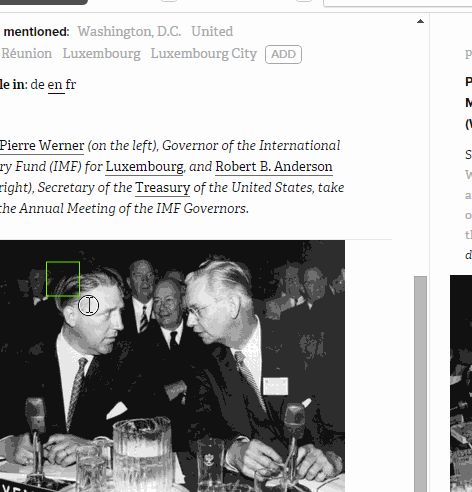 mentioned: Washington, D.C. United
Réunion Luxembourg Luxembourg City ADD
le in: de en fr
Pierre Werner (on the left), Governor of the International
ry Fund (IMF) for Luxembourg, and Robert B. Anderson
right), Secretary of the Treasury of the United States, take
the Annual Meeting of the IMF Governors.